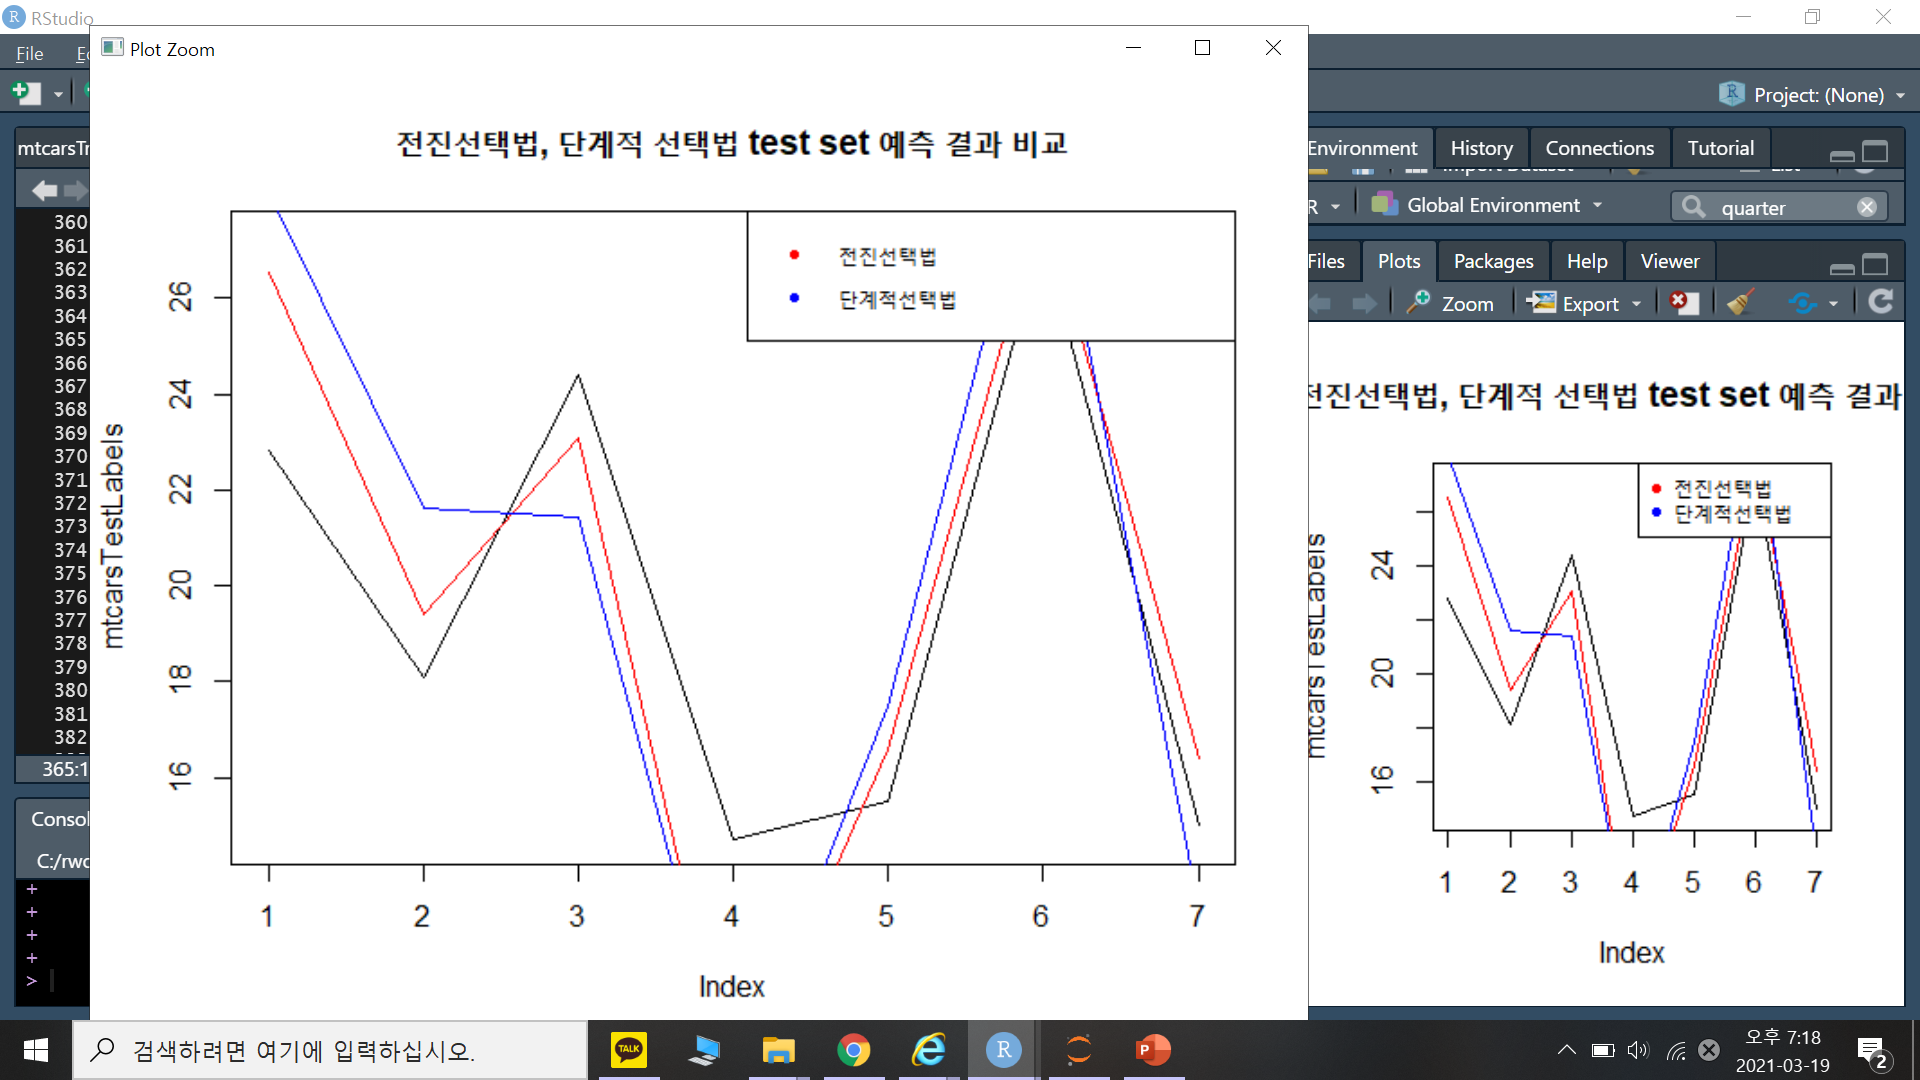 RStudio
File
Plot Zoom
Project: (None)
mtcarsTr
Environment
History
Connections
Tutorial
Global Environment
quarter
Files
Plots
Packages
Help
Viewer
Zoom
Export
360
361
362
363
364
365
366
367
368
369
370
371
372
373
374
375
376
377
378
379
380
381
382
365:1
Consol
C:/rwo
+
+
+
+
>
전진선택법, 단계적 선택법 test set 예측 결과 비교
전진선택법
단계적선택법
mtcarsTestLabels
26
24
22
20
18
16
1 2 3 4 5 6 7
Index
전진선택법, 단계적 선택법 test set 예측 결과
전진선택법
단계적선택법
mtcarsTestLabels
24
20
16
1 2 3 4 5 6 7
Index
검색하려면 여기에 입력하십시오.
TALK
오후 7:18
2021-03-19
2